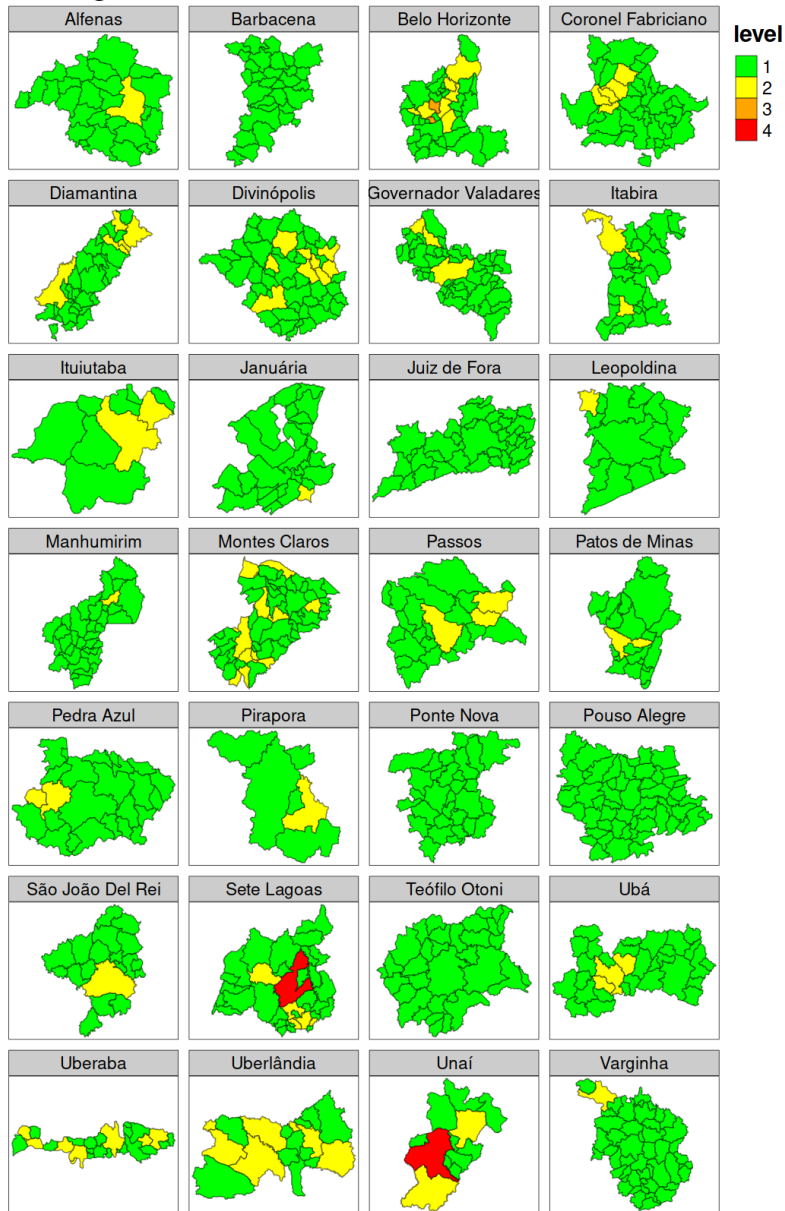 Alfenas
Barbacena
Belo Horizonte
Coronel Fabriciano
level
1
2
3
4
Diamantina
Divinópolis
Governador Valadares
Itabira
Ituiutaba
Januária
Juiz de Fora
Leopoldina
Manhumirim
Montes Claros
Passos
Patos de Minas
Pedra Azul
Pirapora
Ponte Nova
Pouso Alegre
São João Del Rei
Sete Lagoas
Teófilo Otoni
Ubá
Uberaba
Uberlândia
Unaí
Varginha